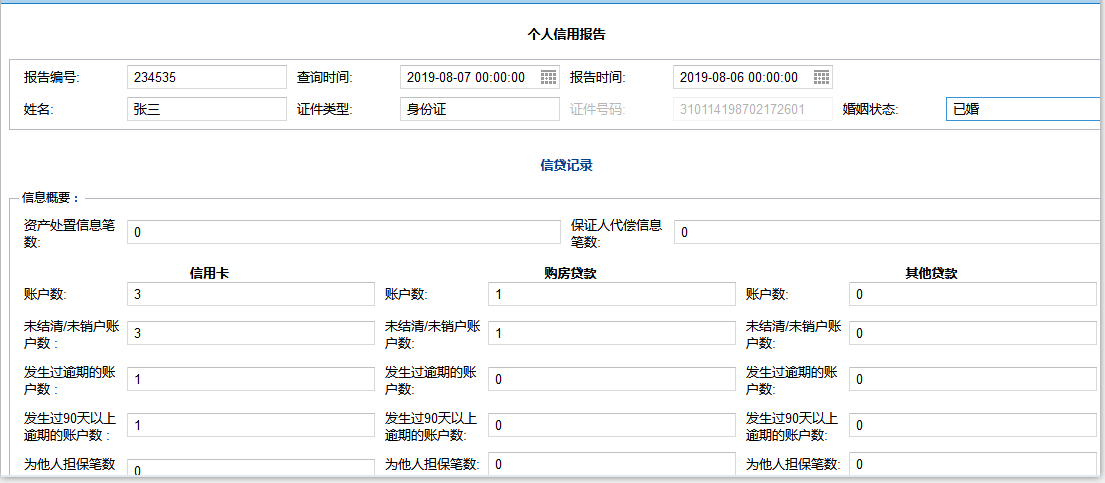 个人信用报告
报告编号: 234535 查询时间: 2019-08-07 00:00:00 报告时间: 2019-08-06 00:00:00
姓名: 张三 证件类型: 身份证 证件号码: 310114198702172601 婚姻状态: 已婚
信贷记录
信息概要：
资产处置信息笔
数: 0 保证人代偿信息
笔数: 0
信用卡 购房贷款 其他贷款
账户数: 3 账户数: 1 账户数: 0
未结清/未销户账
户数： 3 未结清/未销户账
户数: 1 未结清/未销户账
户数: 0
发生过逾期的账
户数： 1 发生过逾期的账
户数: 0 发生过逾期的账
户数: 0
发生过90天以上
逾期的账户数： 1 发生过90天以上
逾期的账户数: 0 发生过90天以上
逾期的账户数: 0
为他人担保笔数 0 为他人担保笔数: 0 为他人担保笔数: 0